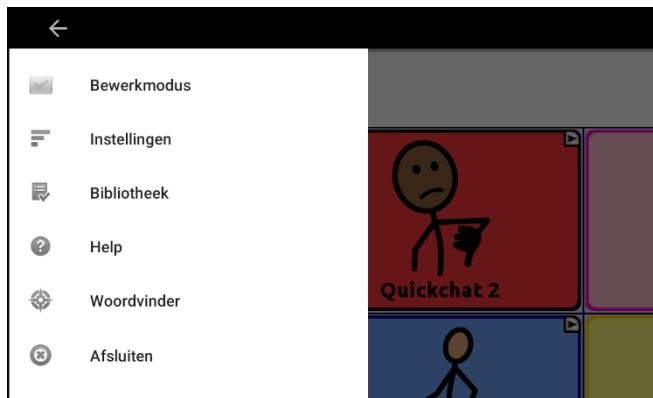 Bewerkmodus
Instellingen
Bibliotheek
Help
Woordvinder
Afsluiten
Quickchat 2